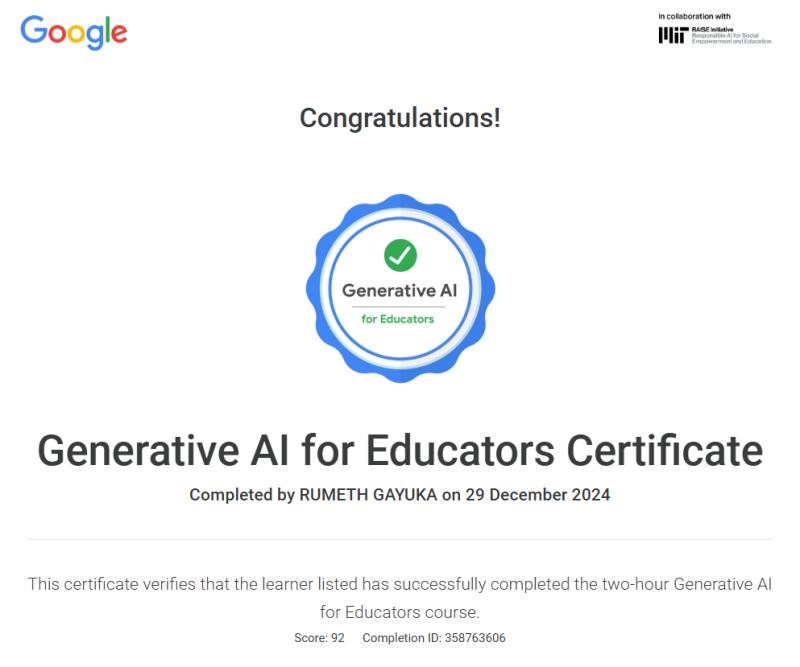 Google
In collaboration with
MIT
RAISE Initiative
Responsible AI for Social
Empowerment and Education
Congratulations!
Generative AI
for Educators
Generative AI for Educators Certificate
Completed by RUMETH GAYUKA on 29 December 2024
This certificate verifies that the learner listed has successfully completed the two-hour Generative AI
for Educators course.
Score: 92 Completion ID: 358763606